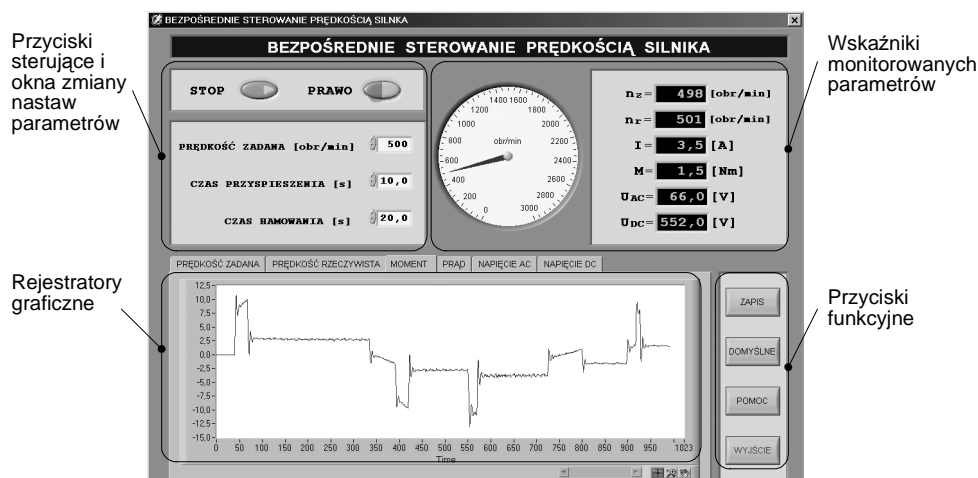 BEZPOŚREDNIE STEROWANIE PRĘDKOŚCIĄ SILNKA
BEZPOŚREDNIE STEROWANIE PRĘDKOŚCIĄ SILNIKA
Przyciski
sterujące i
okna zmiany
nastaw
parametrów
STOP
PRAWO
PRĘDKOŚĆ ZADANA [obr/min] 500
CZAS PRZYSPIESZENIA [s] 10,0
CZAS HAMOWANIA [s] 20,0
0
200
400
600
800
1000
1200
1400
1600
1800
2000
2200
2400
2600
2800
3000
obr/min
nz= 498 [obr/min]
nr= 501 [obr/min]
I= 3,5 [A]
M= 1,5 [Nm]
UAC= 66,0 [V]
UDC= 552,0 [V]
Wskaźniki
monitorowanych
parametrów
PRĘDKOŚĆ ZADANA PRĘDKOŚĆ RZECZYWISTA MOMENT PRĄD NAPIĘCIE AC NAPIĘCIE DC
Rejestratory
graficzne
12.5
10.0
7.5
5.0
2.5
0.0
-2.5
-5.0
-7.5
-10.0
-12.5
-15.0
0 50 100 150 200 250 300 350 400 450 500 550 600 650 700 750 800 850 900 950 1023
Time
ZAPIS
DOMYŚLNE
POMOC
WYJŚCIE
Przyciski
funkcyjne